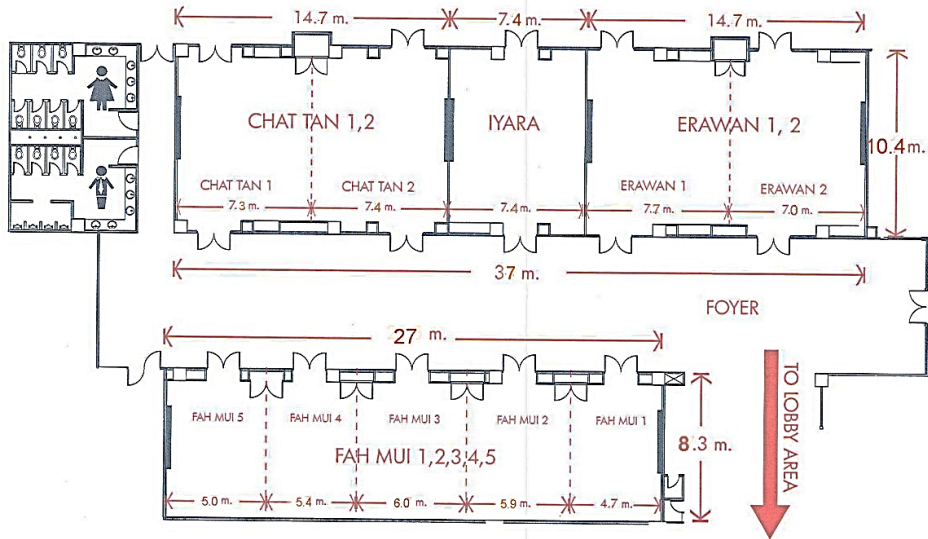 14.7 m.
7.4 m.
14.7 m.
CHAT TAN 1,2
IYARA
ERAWAN 1, 2
10.4 m.
CHAT TAN 1
CHAT TAN 2
ERAWAN 1
ERAWAN 2
7.3 m.
7.4 m.
7.4 m.
7.7 m.
7.0 m.
37 m.
FOYER
27 m.
TO LOBBY AREA
FAH MUI 5
FAH MUI 4
FAH MUI 3
FAH MUI 2
FAH MUI 1
8.3 m.
FAH MUI 1,2,3,4,5
5.0 m.
5.4 m.
6.0 m.
5.9 m.
4.7 m.